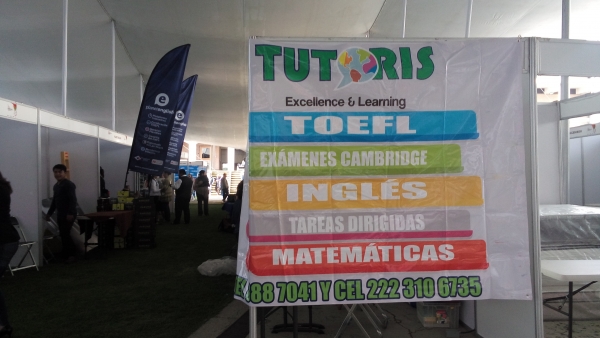 TUTORIS
Excellence & Learning
TOEFL
EXÁMENES CAMBRIDGE
INGLÉS
TAREAS DIRIGIDAS
MATEMÁTICAS
88 7041 Y CEL 222 310 6735